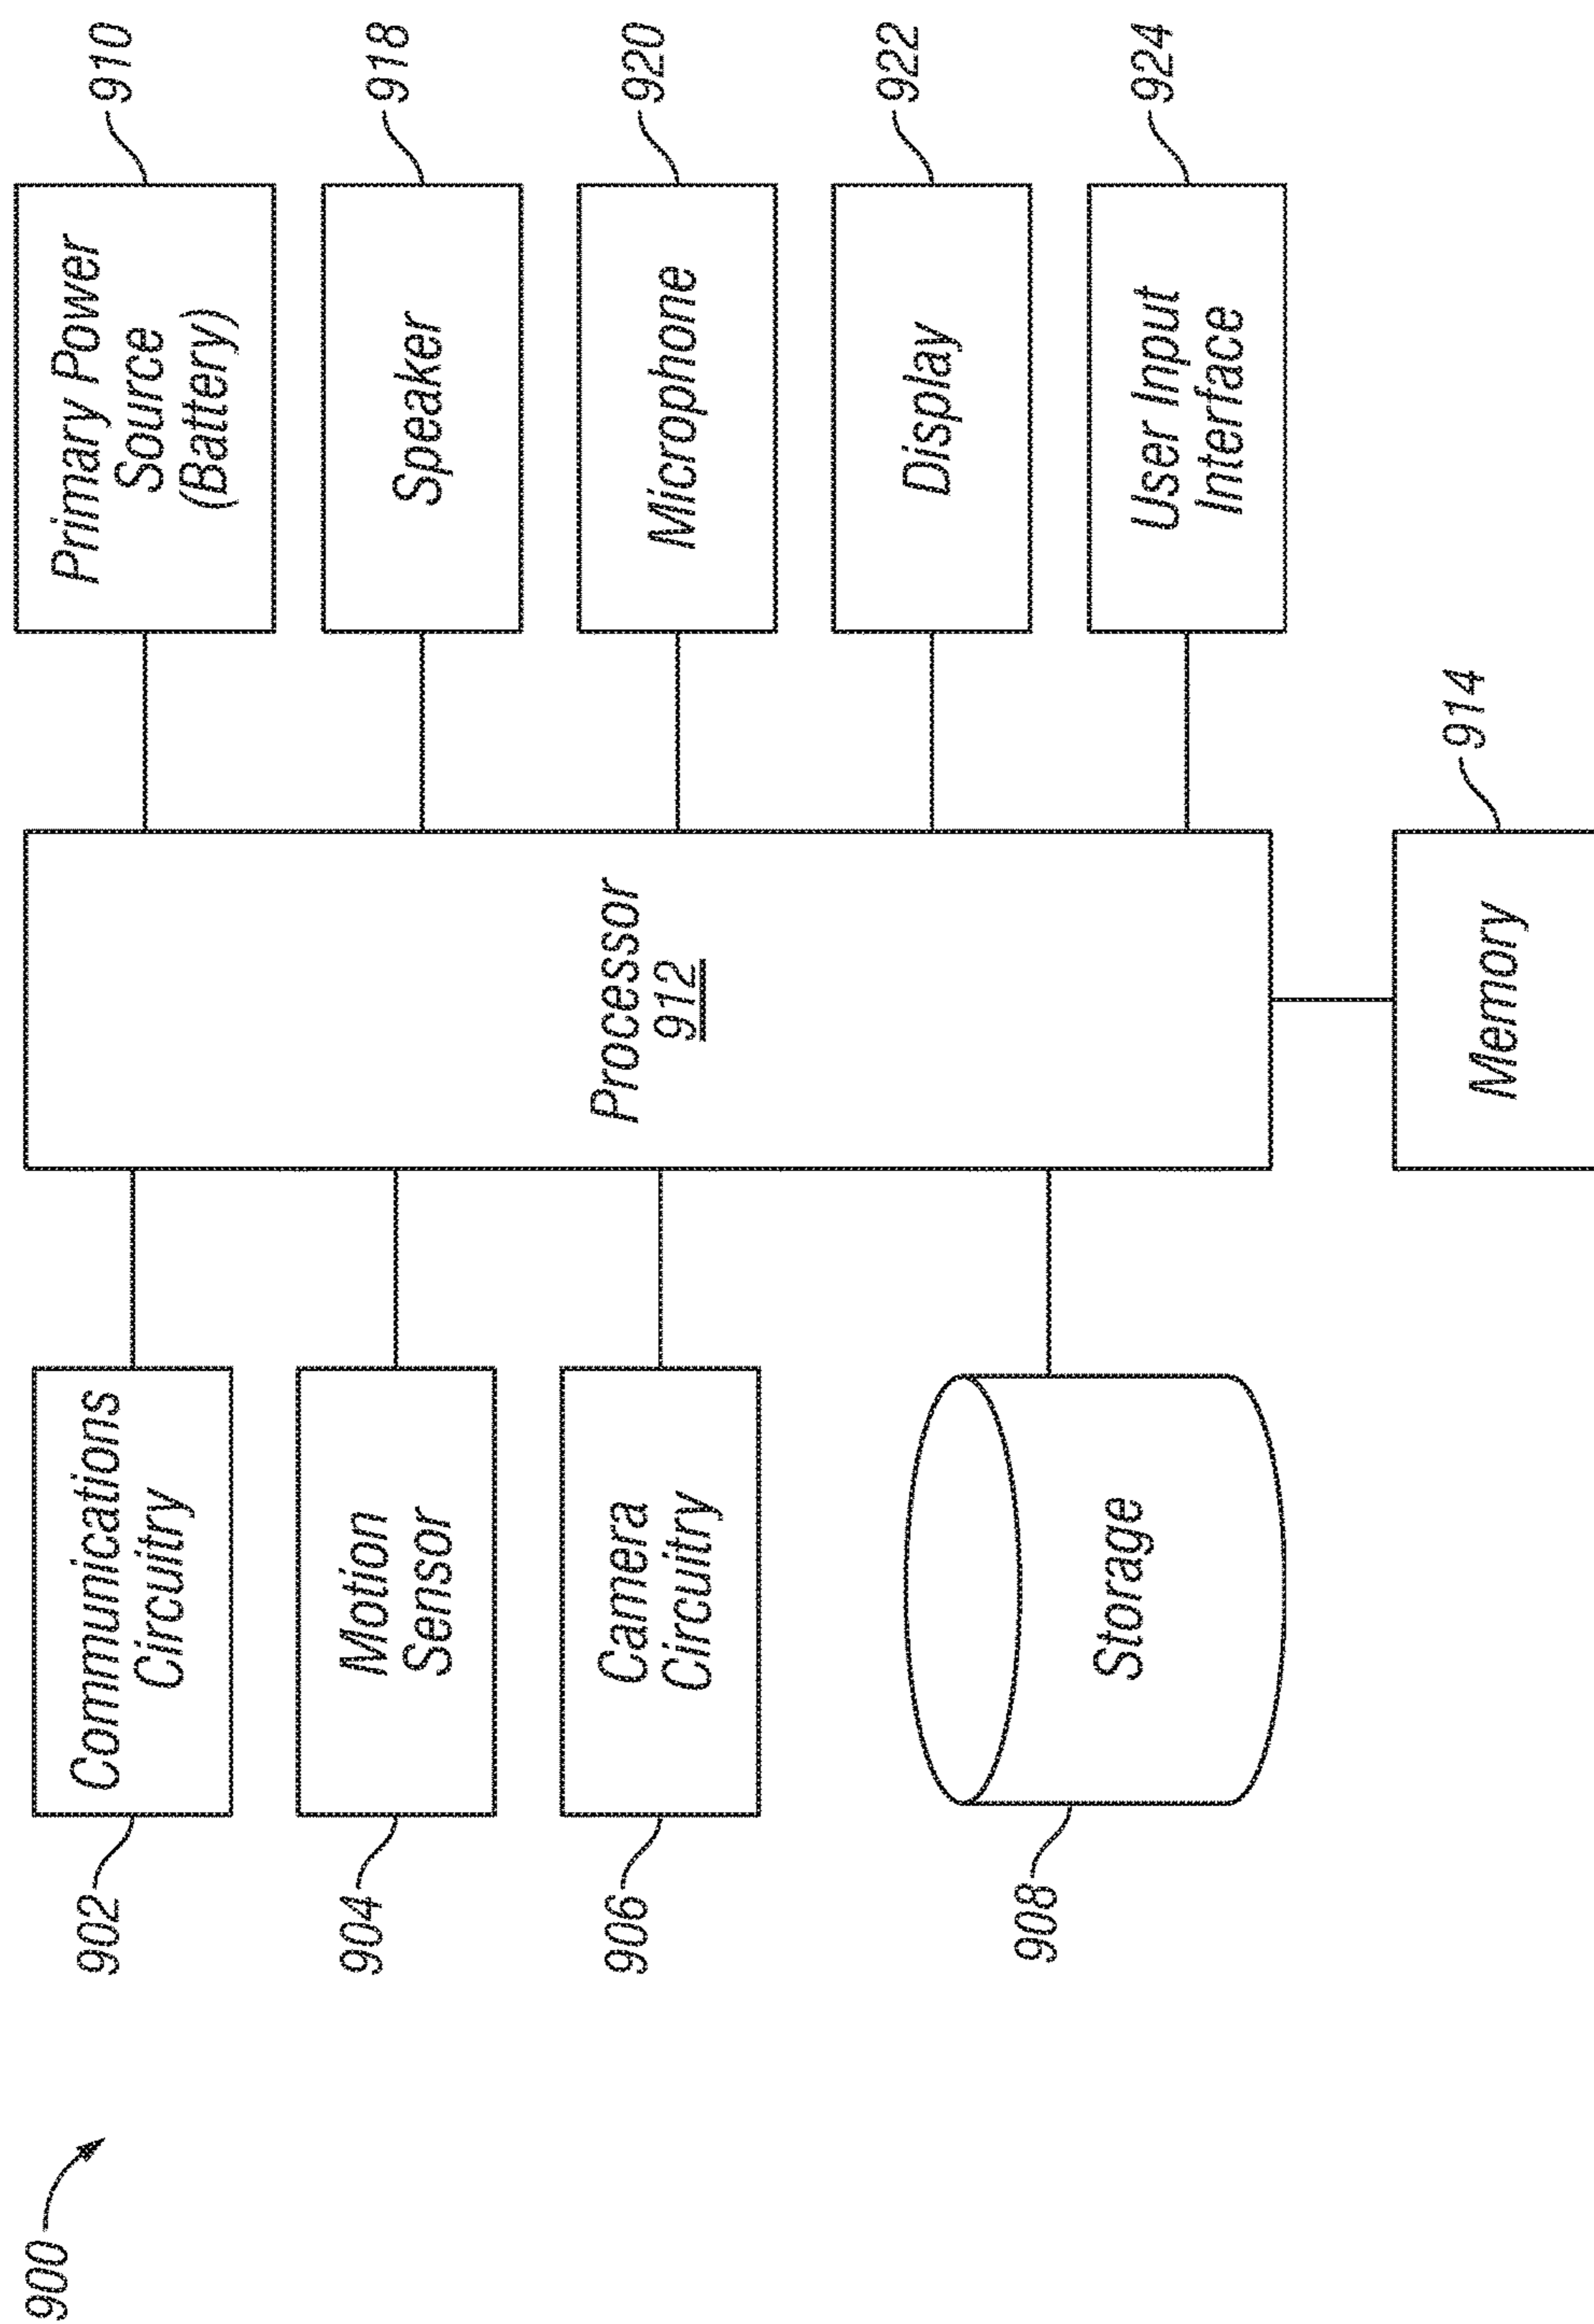 900
902
Communications
Circuitry
904
Motion
Sensor
906
Camera
Circuitry
908
Storage
Processor
912
Memory
914
Primary Power
Source
(Battery)
910
Speaker
918
Microphone
920
Display
922
User Input
Interface
924